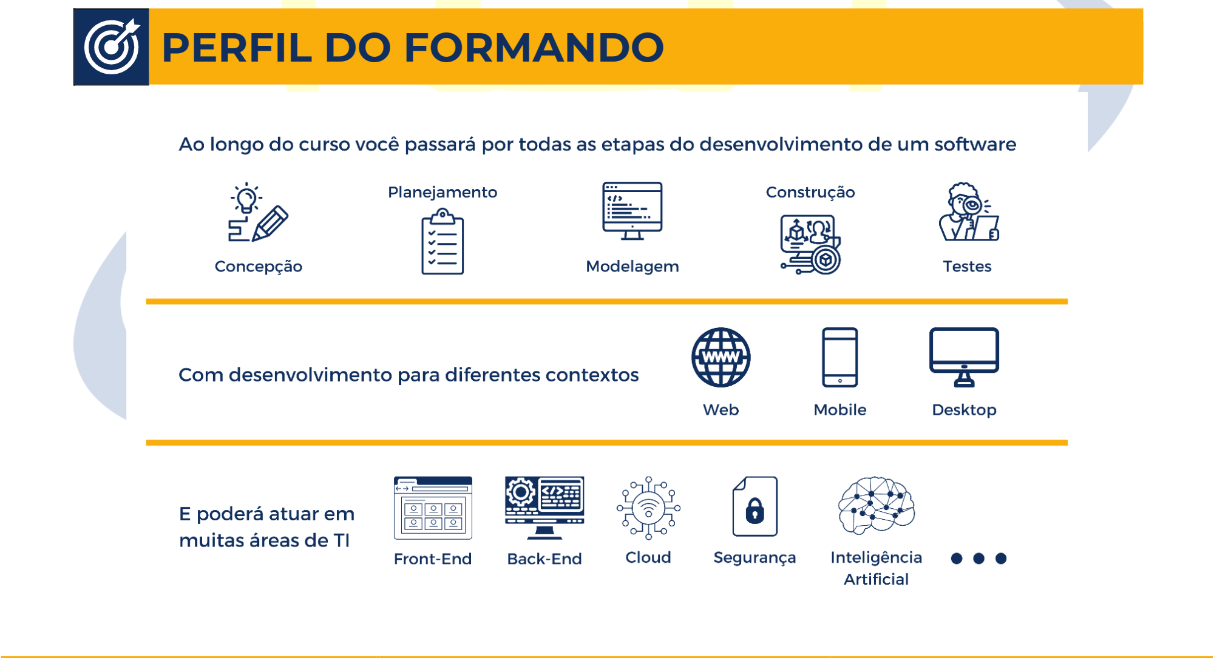 PERFIL DO FORMANDO
Ao longo do curso você passará por todas as etapas do desenvolvimento de um software
Concepção
Planejamento
Modelagem
Construção
Testes
Com desenvolvimento para diferentes contextos
WWW
Web
Mobile
Desktop
E poderá atuar em
muitas áreas de TI
Front-End
Back-End
Cloud
Segurança
Inteligência
Artificial